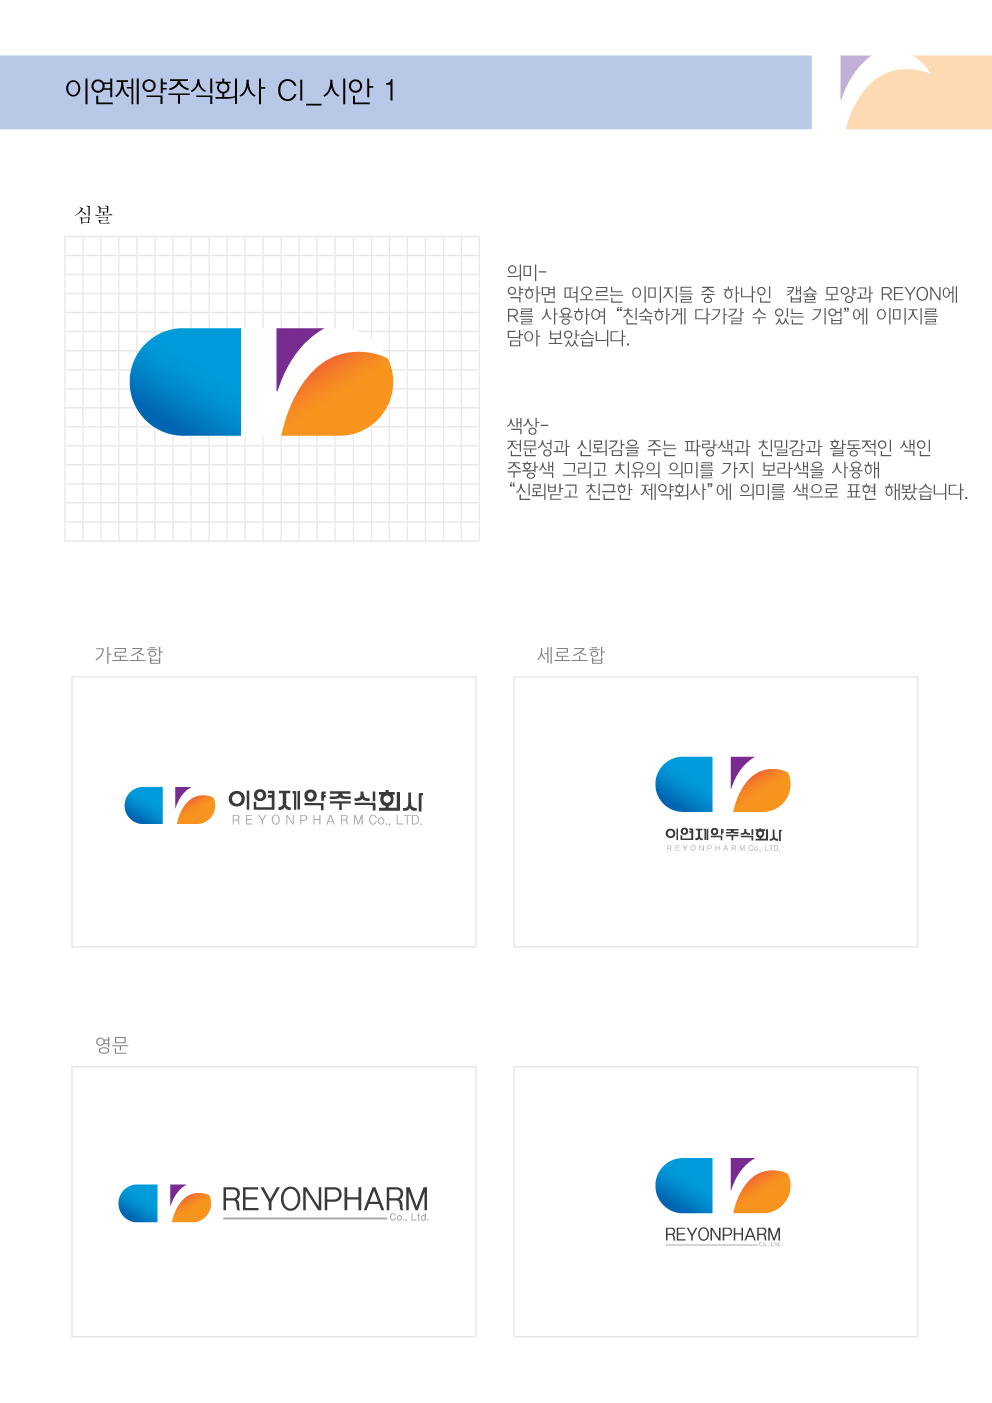 이연제약주식회사 CI_시안 1
심볼
의미-
약하면 떠오르는 이미지들 중 하나인 캡슐 모양과 REYON에
R를 사용하여 “친숙하게 다가갈 수 있는 기업”에 이미지를
담아 보았습니다.
색상-
전문성과 신뢰감을 주는 파랑색과 친밀감과 활동적인 색인
주황색 그리고 치유의 의미를 가지 보라색을 사용해
“신뢰받고 친근한 제약회사”에 의미를 색으로 표현 해봤습니다.
가로조합
세로조합
이연제약주식회사
REYONPHARM Co., LTD.
이연제약주식회사
REYONPHARM Co., LTD.
영문
REYONPHARM
Co., Ltd.
REYONPHARM
Co., Ltd.